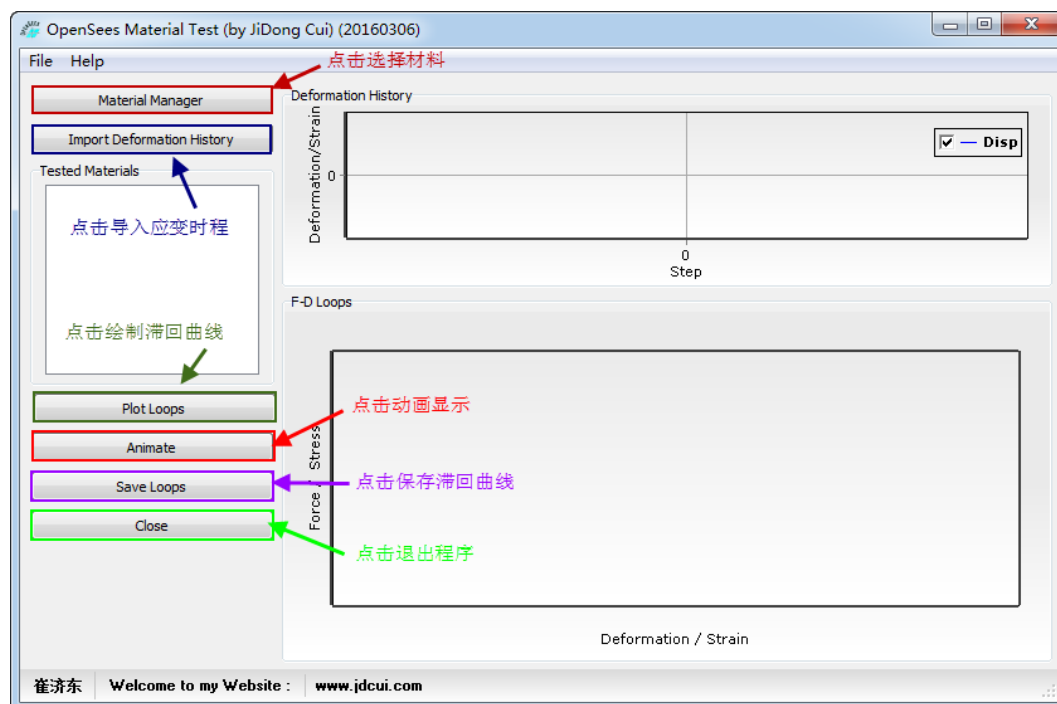 OpenSees Material Test (by JiDong Cui) (20160306)
File Help
点击选择材料
Material Manager
Import Deformation History
Tested Materials
点击导入应变时程
点击绘制滞回曲线
Plot Loops
Animate
Save Loops
Close
Deformation History
Deformation/Strain
0
Disp
0
Step
F-D Loops
点击动画显示
点击保存滞回曲线
点击退出程序
Force / Stress
Deformation / Strain
崔济东 Welcome to my Website : www.jdcui.com